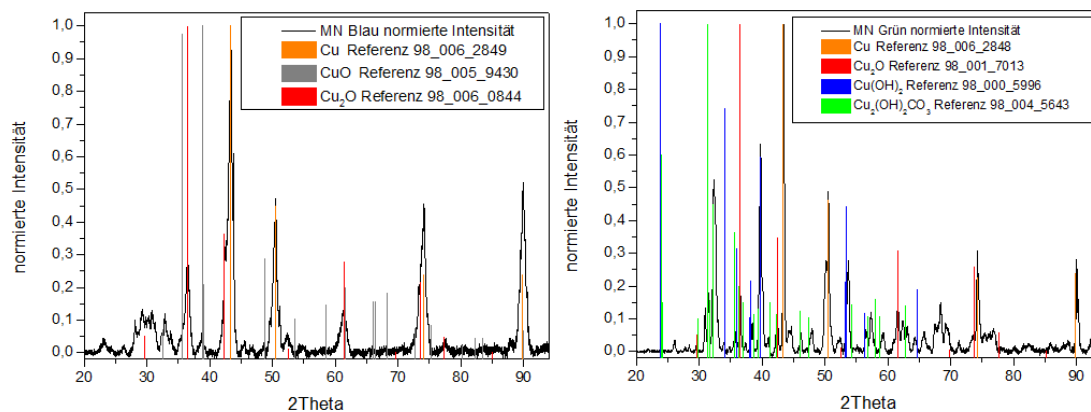 1,0
0,9
0,8
0,7
0,6
0,5
0,4
0,3
0,2
0,1
0,0
normierte Intensität
MN Blau normierte Intensität
Cu Referenz 98_006_2849
CuO Referenz 98_005_9430
Cu₂O Referenz 98_006_0844
20 30 40 50 60 70 80 90
2Theta
1,0
0,9
0,8
0,7
0,6
0,5
0,4
0,3
0,2
0,1
0,0
normierte Intensität
MN Grün normierte Intensität
Cu Referenz 98_006_2848
Cu₂O Referenz 98_001_7013
Cu(OH)₂ Referenz 98_000_5996
Cu₂(OH)₂CO₃ Referenz 98_004_5643
20 30 40 50 60 70 80 90
2Theta